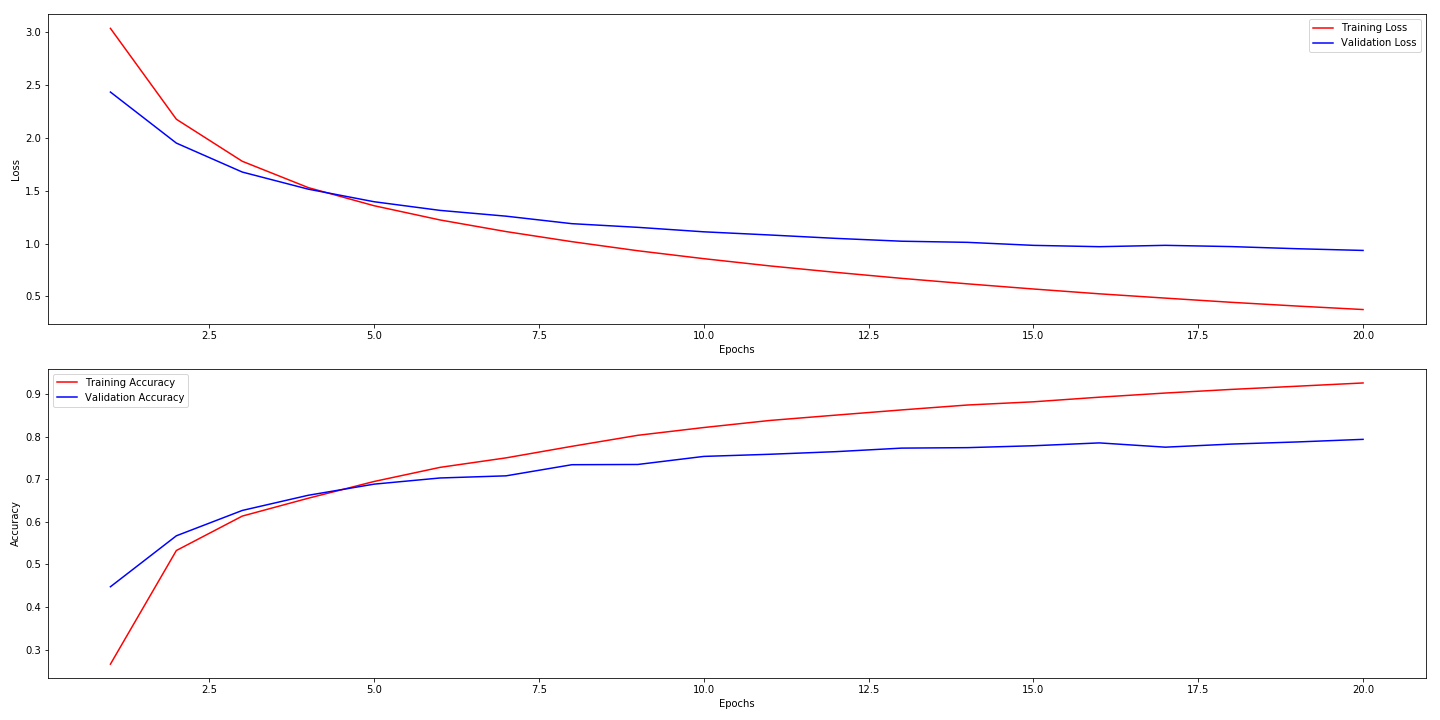 3.0
2.5
2.0
1.5
1.0
0.5
Loss
Training Loss
Validation Loss
2.5 5.0 7.5 10.0 12.5 15.0 17.5 20.0
Epochs
0.9
0.8
0.7
0.6
0.5
0.4
0.3
Accuracy
Training Accuracy
Validation Accuracy
2.5 5.0 7.5 10.0 12.5 15.0 17.5 20.0
Epochs